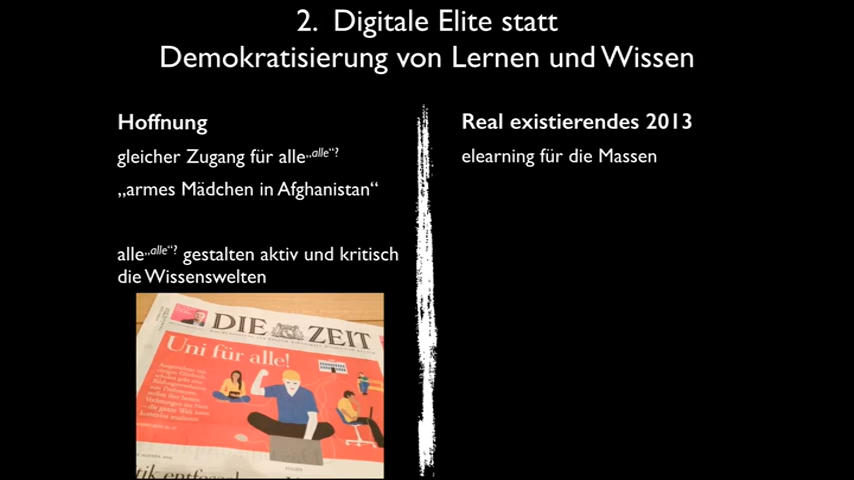 2. Digitale Elite statt
Demokratisierung von Lernen und Wissen
Hoffnung
gleicher Zugang für alle„alle“?
„armes Mädchen in Afghanistan“
alle„alle“? gestalten aktiv und kritisch
die Wissenswelten
Real existierendes 2013
elearning für die Massen
DIE ZEIT
Uni für alle!